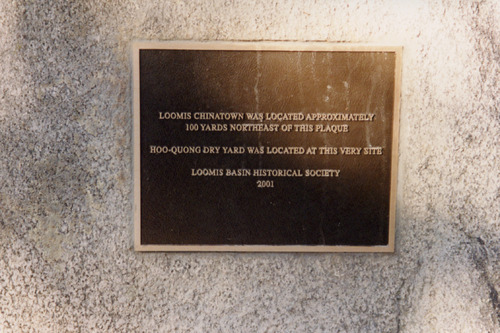 LOOMIS CHINATOWN WAS LOCATED APPROXIMATELY
100 YARDS NORTHEAST OF THIS PLAQUE
HOO-QUONG DRY YARD WAS LOCATED AT THIS VERY SITE
LOOMIS BASIN HISTORICAL SOCIETY
2001